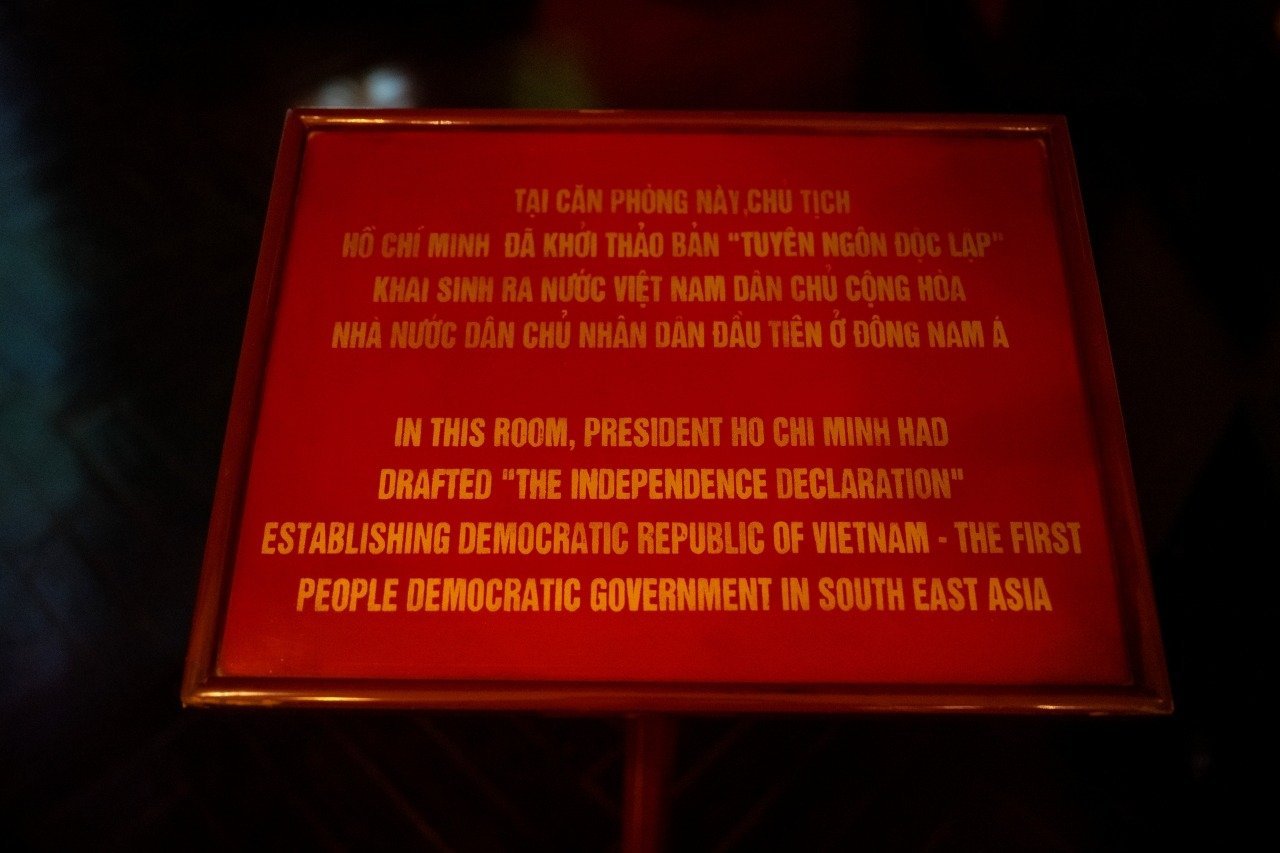 TẠI CĂN PHÒNG NÀY,CHỦ TỊCH
HỒ CHÍ MINH ĐÃ KHỞI THẢO BẢN "TUYÊN NGÔN ĐỘC LẬP"
KHAI SINH RA NƯỚC VIỆT NAM DÂN CHỦ CỘNG HÒA
NHÀ NƯỚC DÂN CHỦ NHÂN DÂN ĐẦU TIÊN Ở ĐÔNG NAM Á
IN THIS ROOM, PRESIDENT HO CHI MINH HAD
DRAFTED "THE INDEPENDENCE DECLARATION"
ESTABLISHING DEMOCRATIC REPUBLIC OF VIETNAM - THE FIRST
PEOPLE DEMOCRATIC GOVERNMENT IN SOUTH EAST ASIA